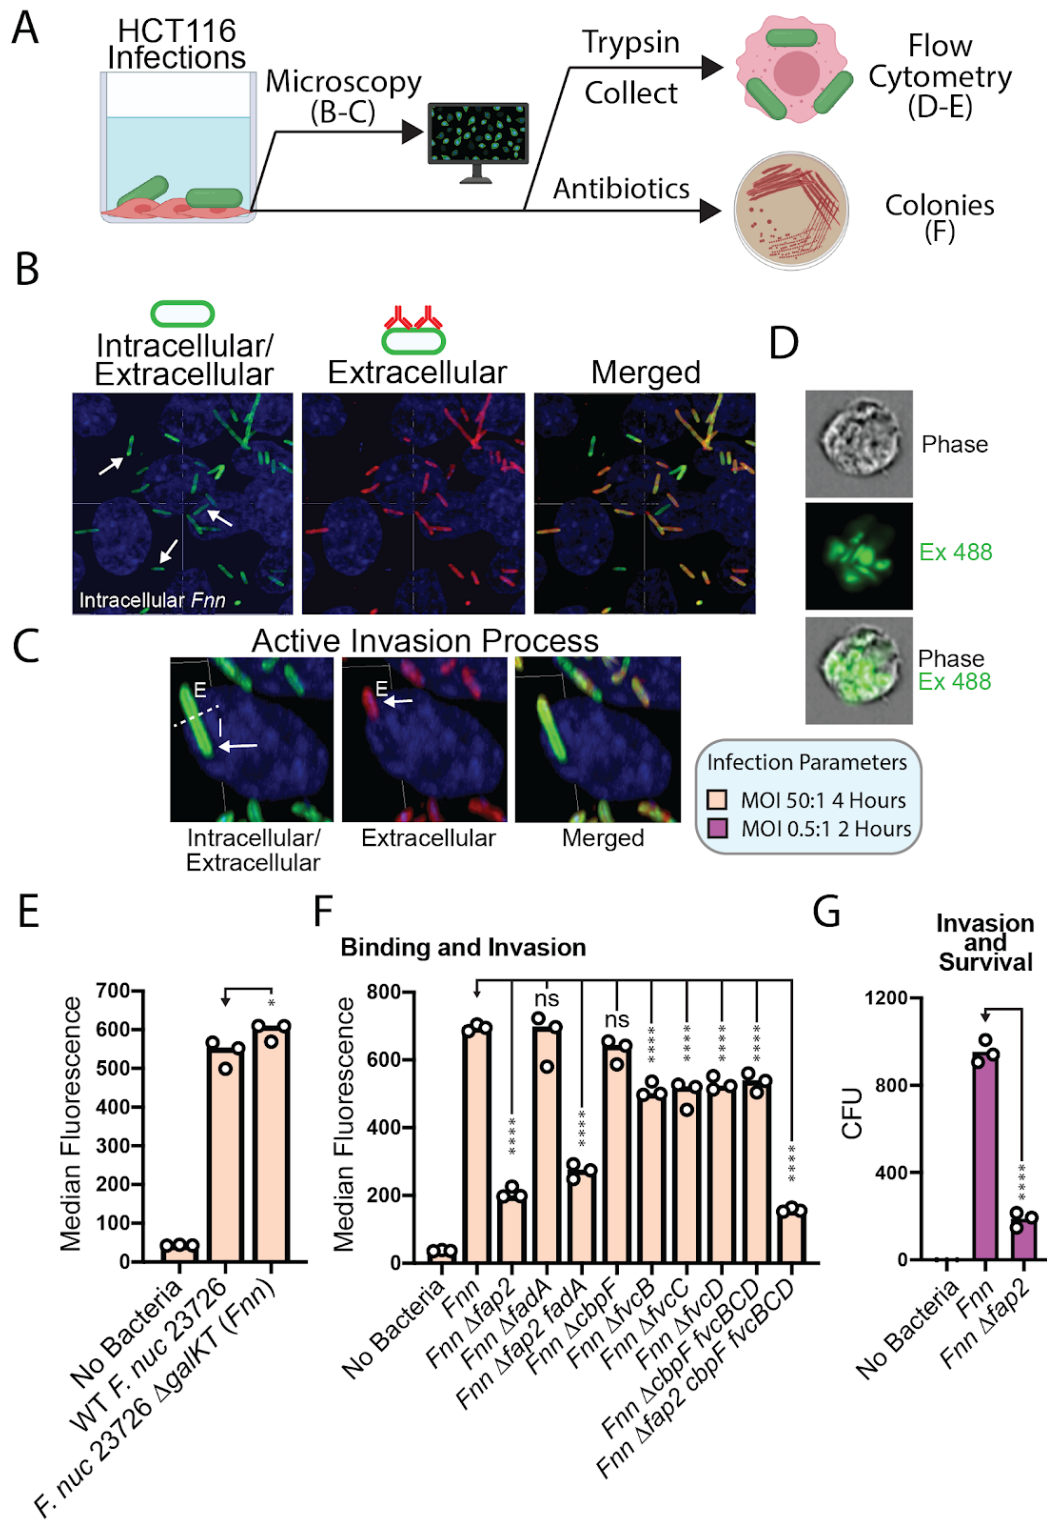 A
HCT116
Infections
Microscopy
(B-C)
Trypsin
Collect
Flow
Cytometry
(D-E)
Antibiotics
Colonies
(F)
B
Intracellular/
Extracellular
Extracellular
Merged
Intracellular Fnn
D
Phase
Ex 488
Phase
Ex 488
C
Active Invasion Process
E
I
E
Intracellular/
Extracellular
Extracellular
Merged
Infection Parameters
MOI 50:1 4 Hours
MOI 0.5:1 2 Hours
E
Median Fluorescence
700
600
500
400
300
200
100
0
*
No Bacteria
WT F. nuc 23726
F. nuc 23726 ΔgalKT (Fnn)
F
Binding and Invasion
Median Fluorescence
800
600
400
200
0
****
ns
****
ns
****
****
****
****
****
No Bacteria
Fnn
Fnn Δfap2
Fnn ΔfadA
Fnn Δfap2 fadA
Fnn ΔcbpF
Fnn ΔfvcB
Fnn ΔfvcC
Fnn ΔfvcD
Fnn ΔcbpF fvcBCD
Fnn Δfap2 cbpF fvcBCD
G
Invasion
and
Survival
CFU
1200
800
400
0
****
No Bacteria
Fnn
Fnn Δfap2